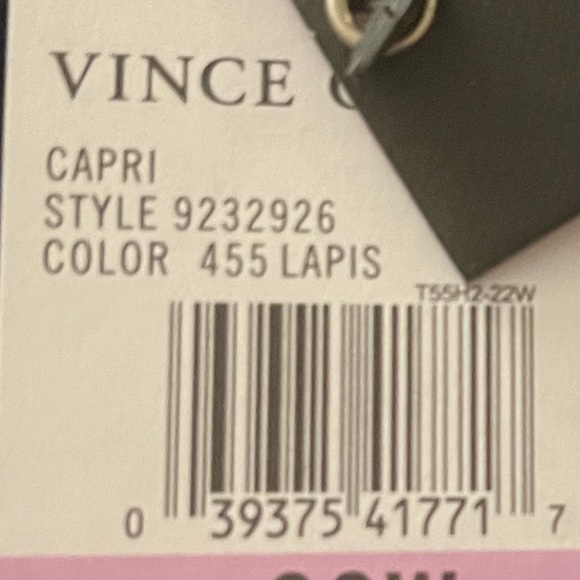 VINCE
CAPRI
STYLE 9232926
COLOR 455 LAPIS
T55H2-22W
0 39375 41771 7